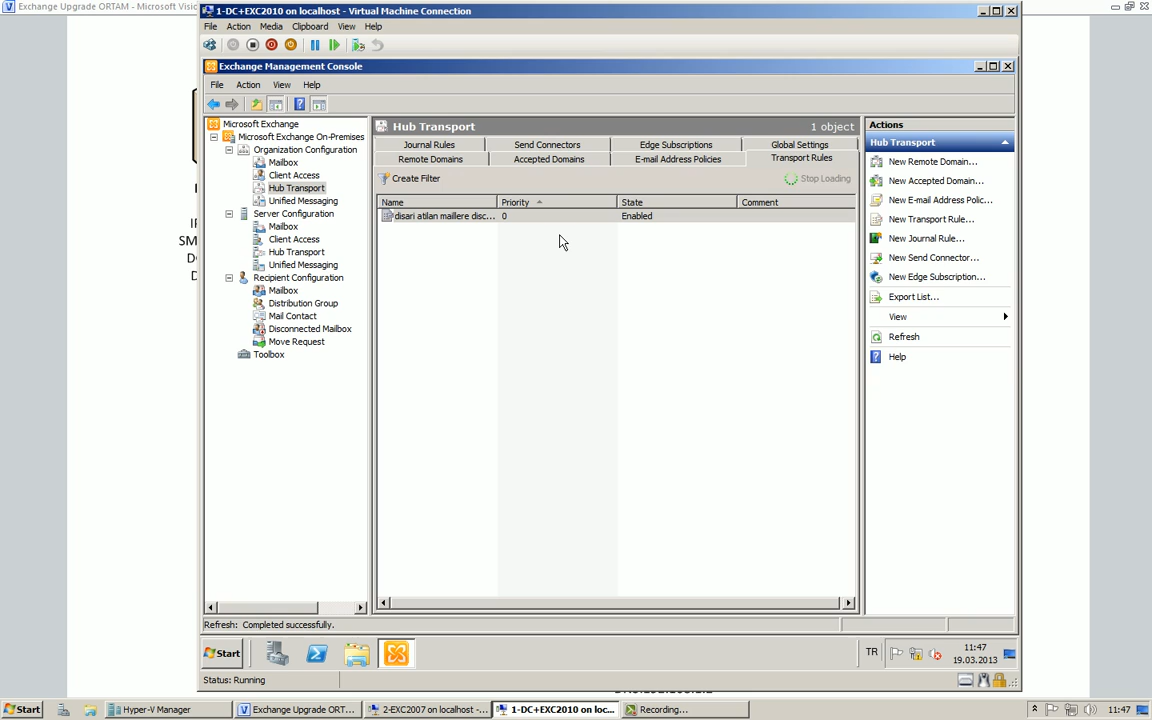 Exchange Upgrade ORTAM - Microsoft Visi
1-DC+EXC2010 on localhost - Virtual Machine Connection
File Action Media Clipboard View Help
Exchange Management Console
File Action View Help
Microsoft Exchange
Microsoft Exchange On-Premises
Organization Configuration
Mailbox
Client Access
Hub Transport
Unified Messaging
Server Configuration
Mailbox
Client Access
Hub Transport
Unified Messaging
Recipient Configuration
Mailbox
Distribution Group
Mail Contact
Disconnected Mailbox
Move Request
Toolbox
Hub Transport 1 object
Journal Rules Send Connectors Edge Subscriptions Global Settings
Remote Domains Accepted Domains E-mail Address Policies Transport Rules
Create Filter Stop Loading
Name Priority State Comment
disari atilan maillere disc... 0 Enabled
Actions
Hub Transport
New Remote Domain...
New Accepted Domain...
New E-mail Address Polic...
New Transport Rule...
New Journal Rule...
New Send Connector...
New Edge Subscription...
Export List...
View
Refresh
Help
Refresh: Completed successfully.
Start TR 11:47
19.03.2013
Status: Running
Start Hyper-V Manager Exchange Upgrade ORT... 2-EXC2007 on localhost -... 1-DC+EXC2010 on loc... Recording... 11:47